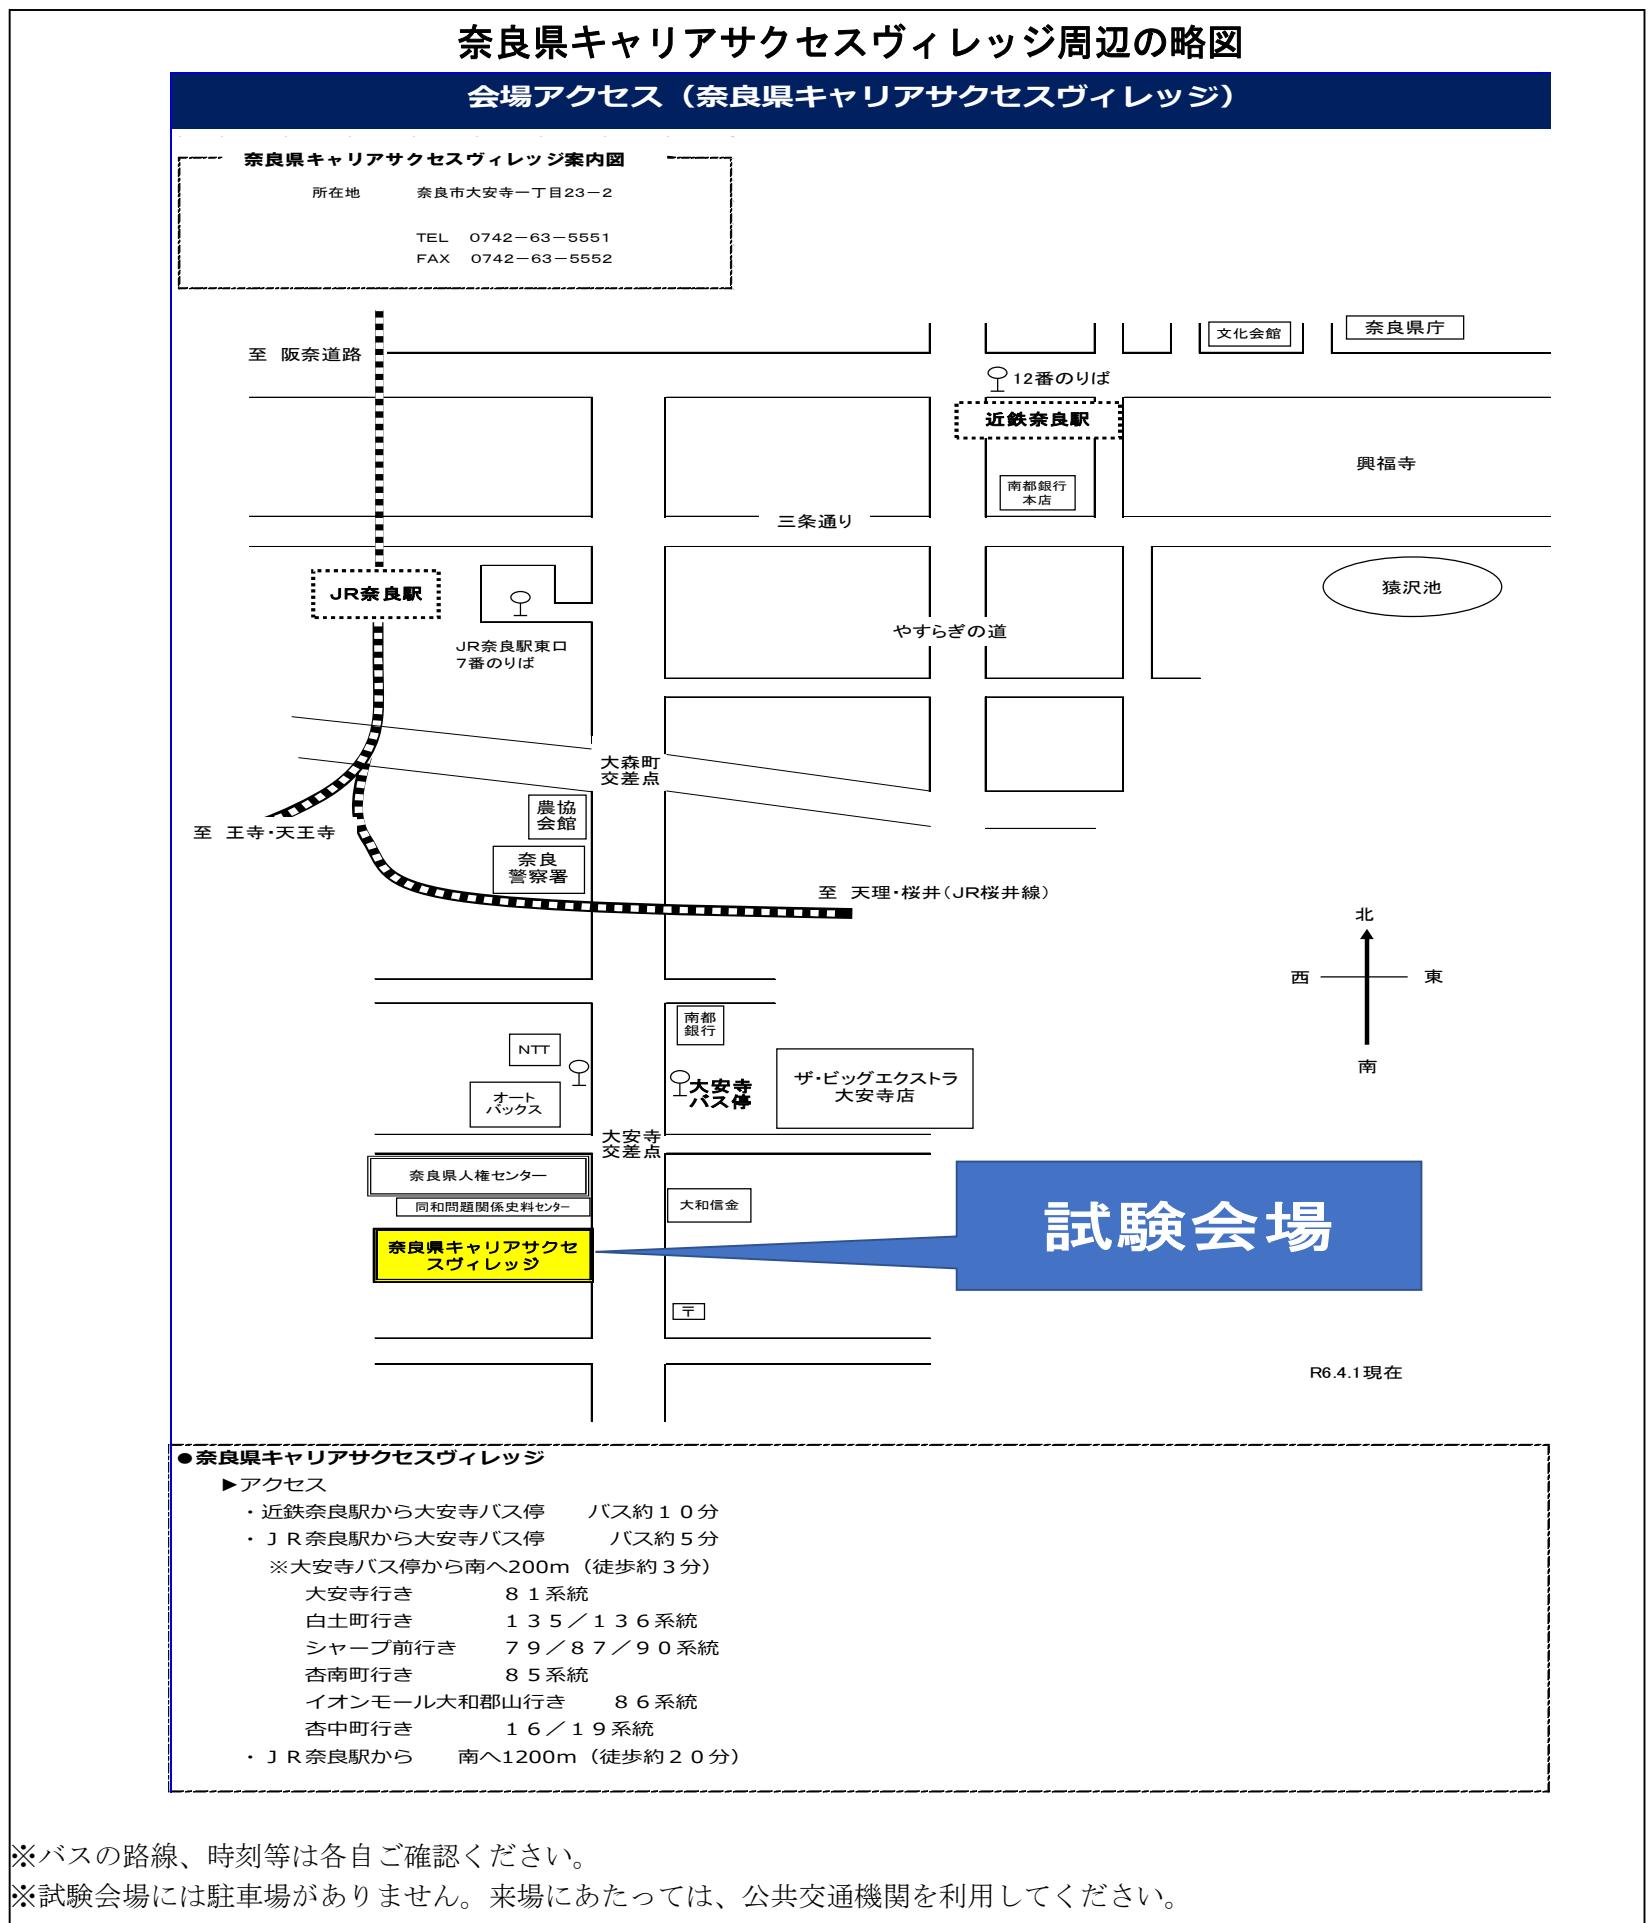 奈良県キャリアサクセスヴィレッジ周辺の略図
会場アクセス（奈良県キャリアサクセスヴィレッジ）
奈良県キャリアサクセスヴィレッジ案内図
所在地　奈良市大安寺一丁目23－2
TEL　0742－63－5551
FAX　0742－63－5552
至　阪奈道路
文化会館
奈良県庁
12番のりば
近鉄奈良駅
興福寺
南都銀行
本店
三条通り
JR奈良駅
猿沢池
やすらぎの道
JR奈良駅東口
7番のりば
大森町
交差点
農協
会館
至　王寺・天王寺
奈良
警察署
至　天理・桜井（JR桜井線）
北
西
東
南
南都
銀行
NTT
大安寺
バス停
ザ・ビッグエクストラ
大安寺店
オート
バックス
大安寺
交差点
奈良県人権センター
同和問題関係史料センター
大和信金
試験会場
奈良県キャリアサクセ
スヴィレッジ
〒
R6.4.1現在
●奈良県キャリアサクセスヴィレッジ
▶アクセス
・近鉄奈良駅から大安寺バス停　　バス約１０分
・ＪＲ奈良駅から大安寺バス停　　　バス約５分
※大安寺バス停から南へ200m（徒歩約３分）
大安寺行き　　　　８１系統
白土町行き　　　　１３５／１３６系統
シャープ前行き　　７９／８７／９０系統
杏南町行き　　　　８５系統
イオンモール大和郡山行き　　８６系統
杏中町行き　　　　１６／１９系統
・ＪＲ奈良駅から　　南へ1200m（徒歩約２０分）
※バスの路線、時刻等は各自ご確認ください。
※試験会場には駐車場がありません。来場にあたっては、公共交通機関を利用してください。